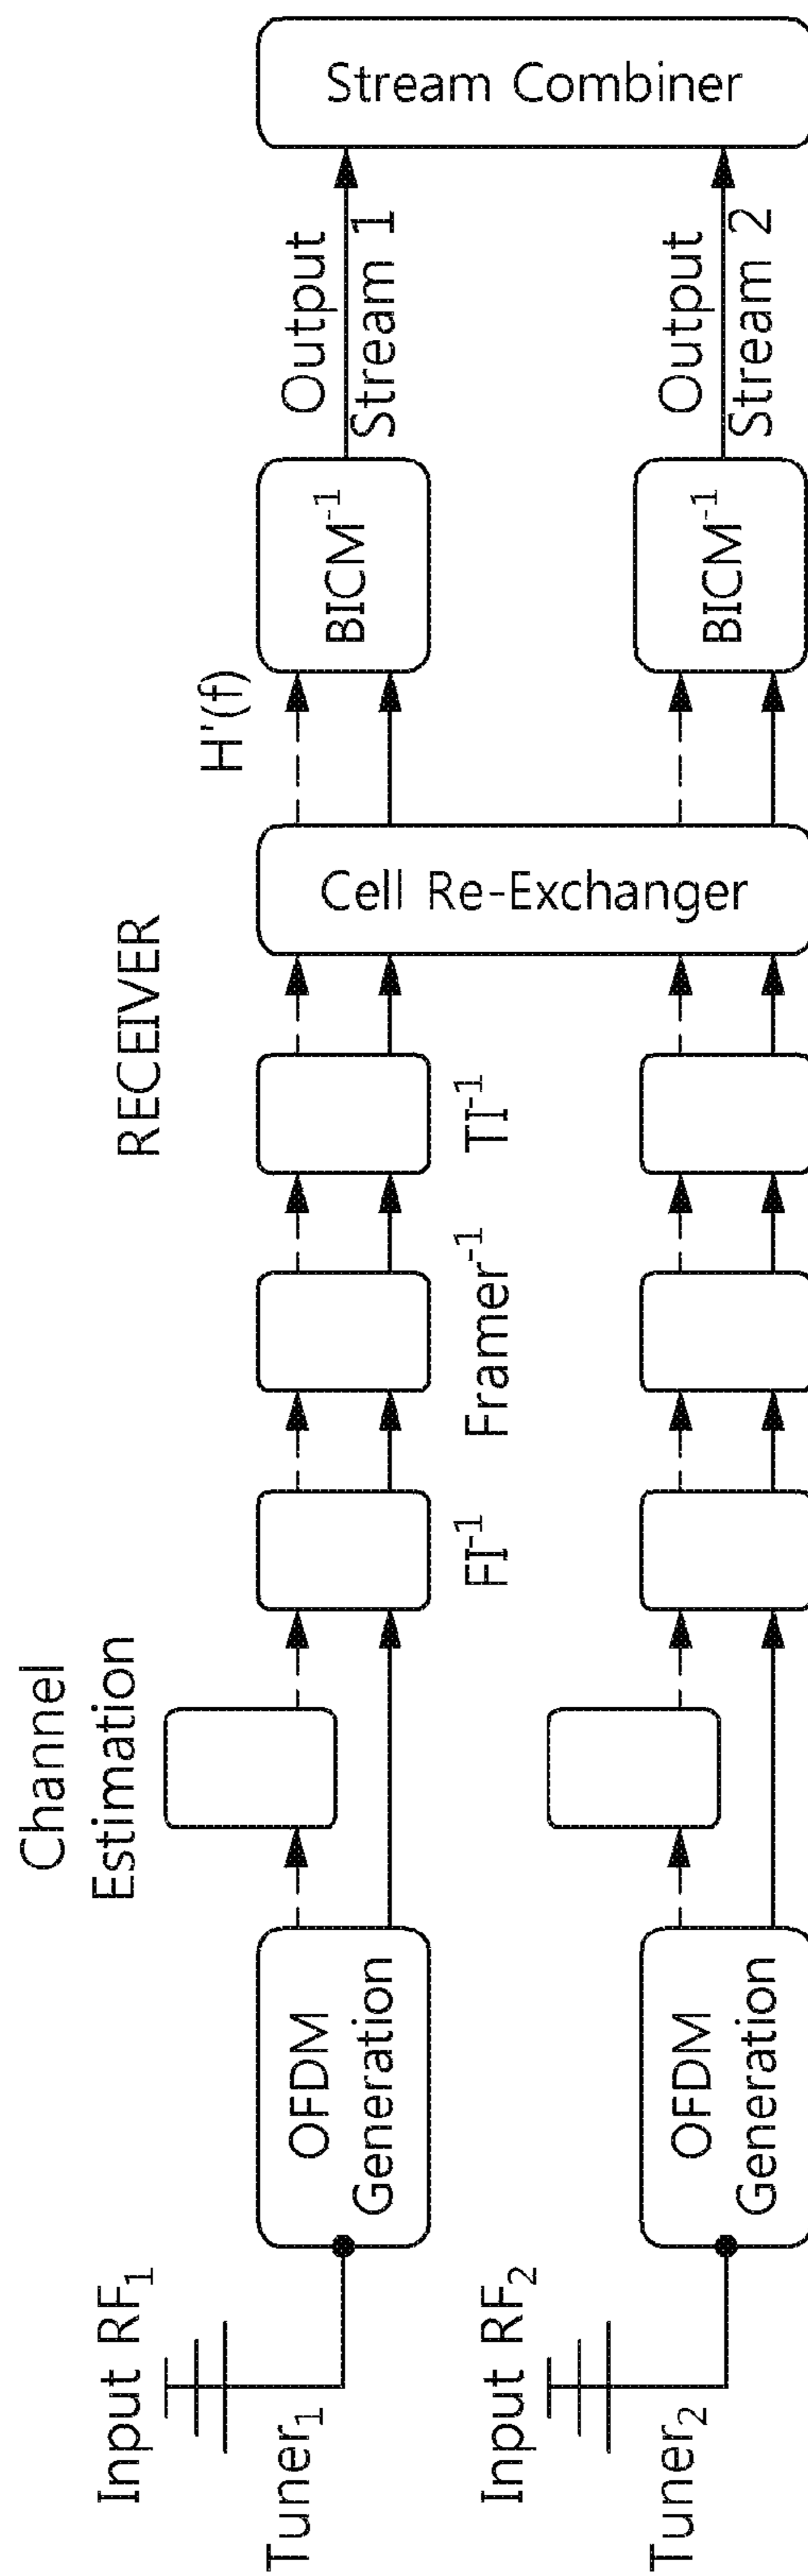 RECEIVER
Input RF1
Tuner1
OFDM
Generation
Channel
Estimation
FI-1
Framer-1
TI-1
Cell Re-Exchanger
H'(f)
BICM-1
Output
Stream 1
Stream Combiner
Input RF2
Tuner2
OFDM
Generation
BICM-1
Output
Stream 2